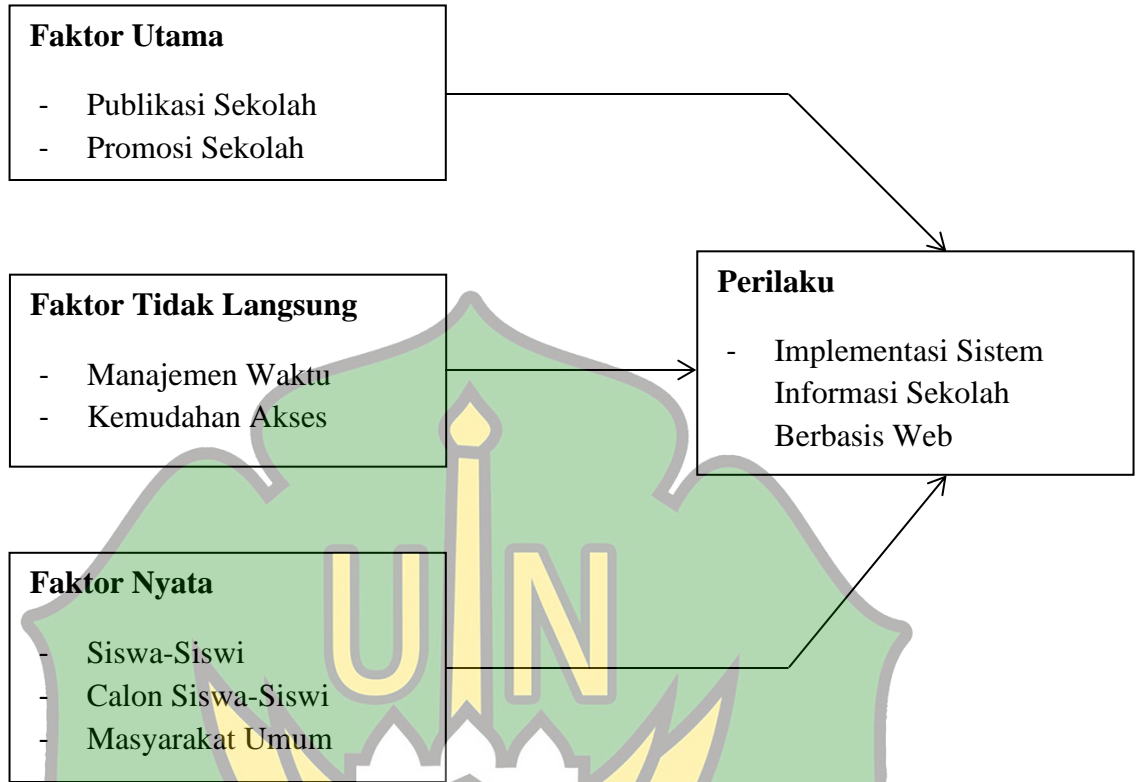 Faktor Utama
- Publikasi Sekolah
- Promosi Sekolah
Faktor Tidak Langsung
- Manajemen Waktu
- Kemudahan Akses
Perilaku
- Implementasi Sistem
Informasi Sekolah
Berbasis Web
Faktor Nyata
- Siswa-Siswi
- Calon Siswa-Siswi
- Masyarakat Umum
UIN